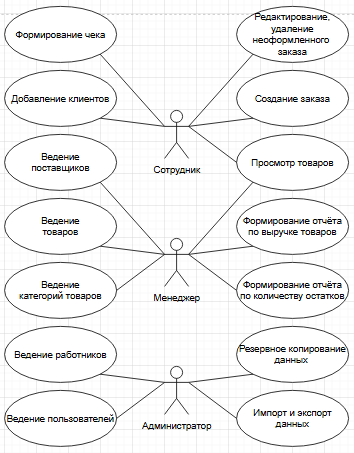 Формирование чека
Редактирование,
удаление
неоформленного
заказа
Добавление клиентов
Создание заказа
Сотрудник
Ведение
поставщиков
Просмотр товаров
Ведение
товаров
Формирование отчёта
по выручке товаров
Ведение
категорий товаров
Менеджер
Формирование отчёта
по количеству остатков
Ведение работников
Резервное копирование
данных
Ведение пользователей
Администратор
Импорт и экспорт
данных